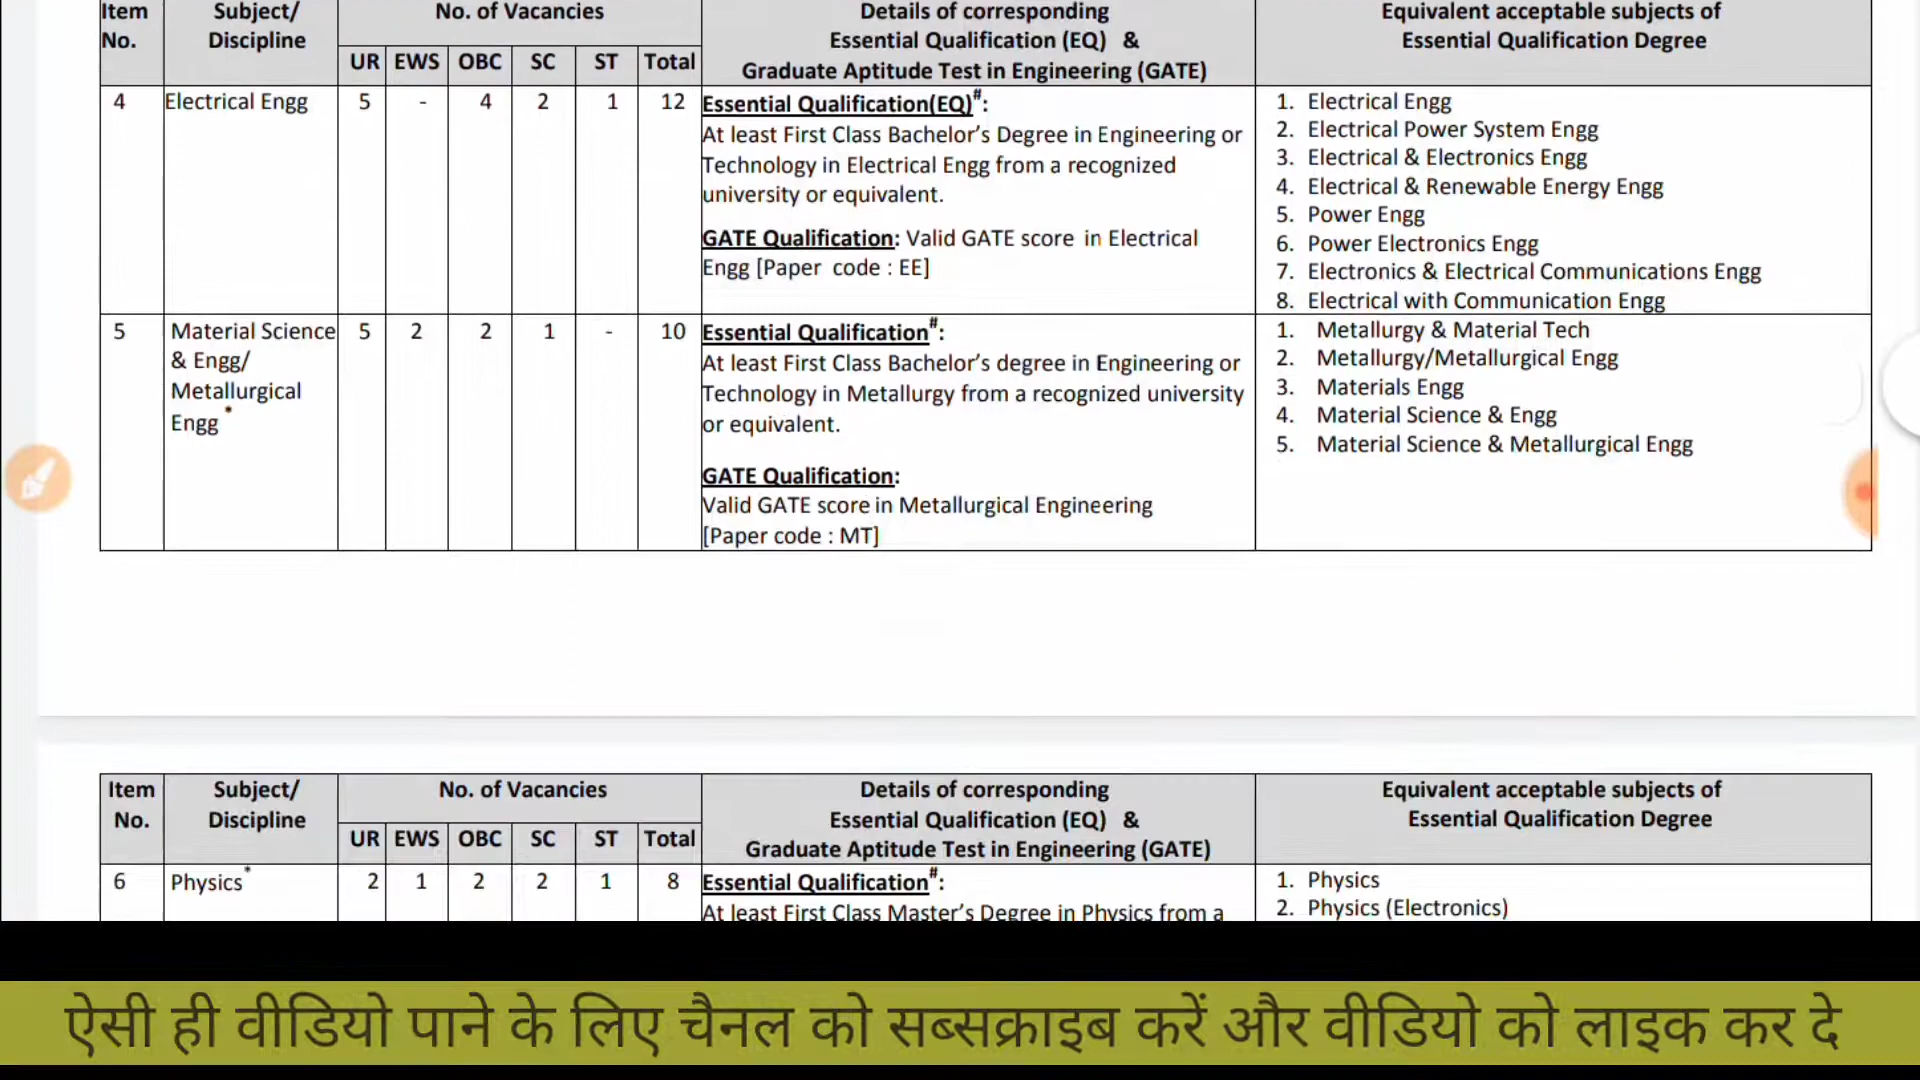 Item No. Subject/ Discipline No. of Vacancies Details of corresponding Essential Qualification (EQ) & Graduate Aptitude Test in Engineering (GATE) Equivalent acceptable subjects of Essential Qualification Degree
UR EWS OBC SC ST Total
4 Electrical Engg 5 - 4 2 1 12
Essential Qualification(EQ)#:
At least First Class Bachelor's Degree in Engineering or
Technology in Electrical Engg from a recognized
university or equivalent.
GATE Qualification: Valid GATE score in Electrical
Engg [Paper code : EE]
1. Electrical Engg
2. Electrical Power System Engg
3. Electrical & Electronics Engg
4. Electrical & Renewable Energy Engg
5. Power Engg
6. Power Electronics Engg
7. Electronics & Electrical Communications Engg
8. Electrical with Communication Engg
5 Material Science & Engg/ Metallurgical Engg * 5 2 2 1 - 10
Essential Qualification#:
At least First Class Bachelor's degree in Engineering or
Technology in Metallurgy from a recognized university
or equivalent.
GATE Qualification:
Valid GATE score in Metallurgical Engineering
[Paper code : MT]
1. Metallurgy & Material Tech
2. Metallurgy/Metallurgical Engg
3. Materials Engg
4. Material Science & Engg
5. Material Science & Metallurgical Engg
Item No. Subject/ Discipline No. of Vacancies Details of corresponding Essential Qualification (EQ) & Graduate Aptitude Test in Engineering (GATE) Equivalent acceptable subjects of Essential Qualification Degree
UR EWS OBC SC ST Total
6 Physics* 2 1 2 2 1 8
Essential Qualification#:
At least First Class Master's Degree in Physics from a
1. Physics
2. Physics (Electronics)
ऐसी ही वीडियो पाने के लिए चैनल को सब्सक्राइब करें और वीडियो को लाइक कर दे